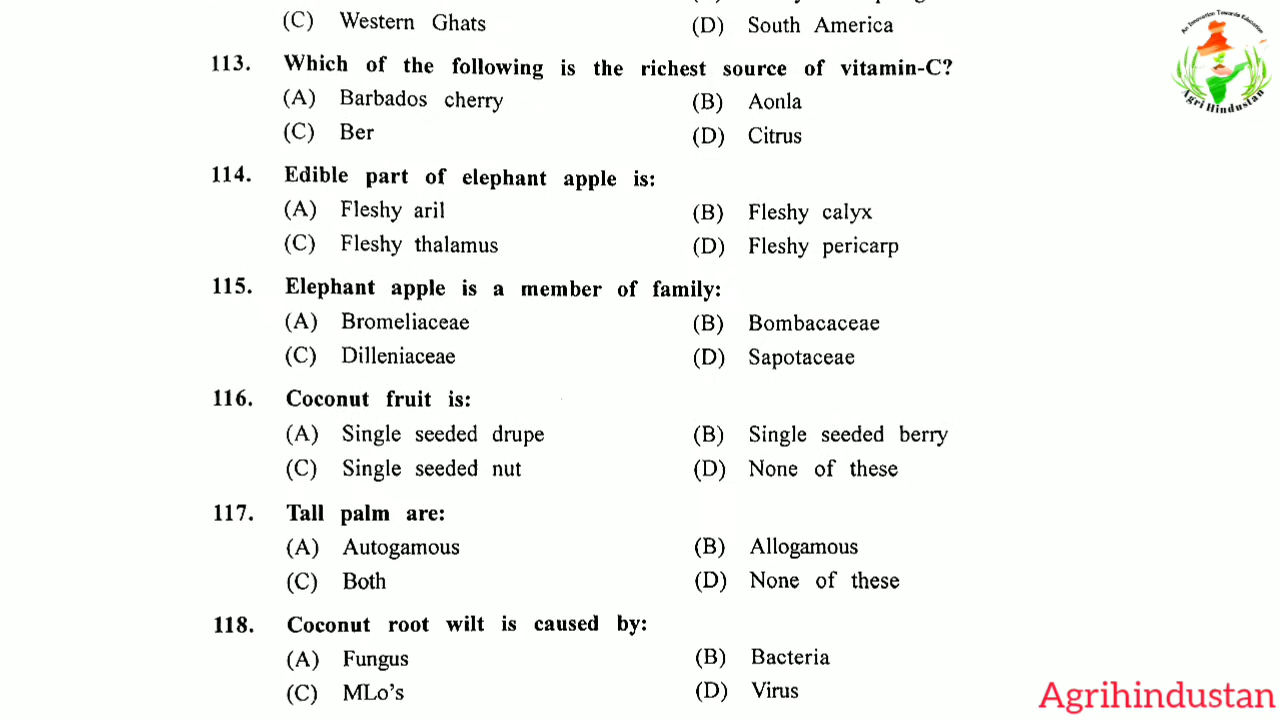 (C) Western Ghats (D) South America
113. Which of the following is the richest source of vitamin-C?
(A) Barbados cherry (B) Aonla
(C) Ber (D) Citrus
114. Edible part of elephant apple is:
(A) Fleshy aril (B) Fleshy calyx
(C) Fleshy thalamus (D) Fleshy pericarp
115. Elephant apple is a member of family:
(A) Bromeliaceae (B) Bombacaceae
(C) Dilleniaceae (D) Sapotaceae
116. Coconut fruit is:
(A) Single seeded drupe (B) Single seeded berry
(C) Single seeded nut (D) None of these
117. Tall palm are:
(A) Autogamous (B) Allogamous
(C) Both (D) None of these
118. Coconut root wilt is caused by:
(A) Fungus (B) Bacteria
(C) MLo's (D) Virus
An Innovation Towards Education
Agri Hindustan
Agrihindustan